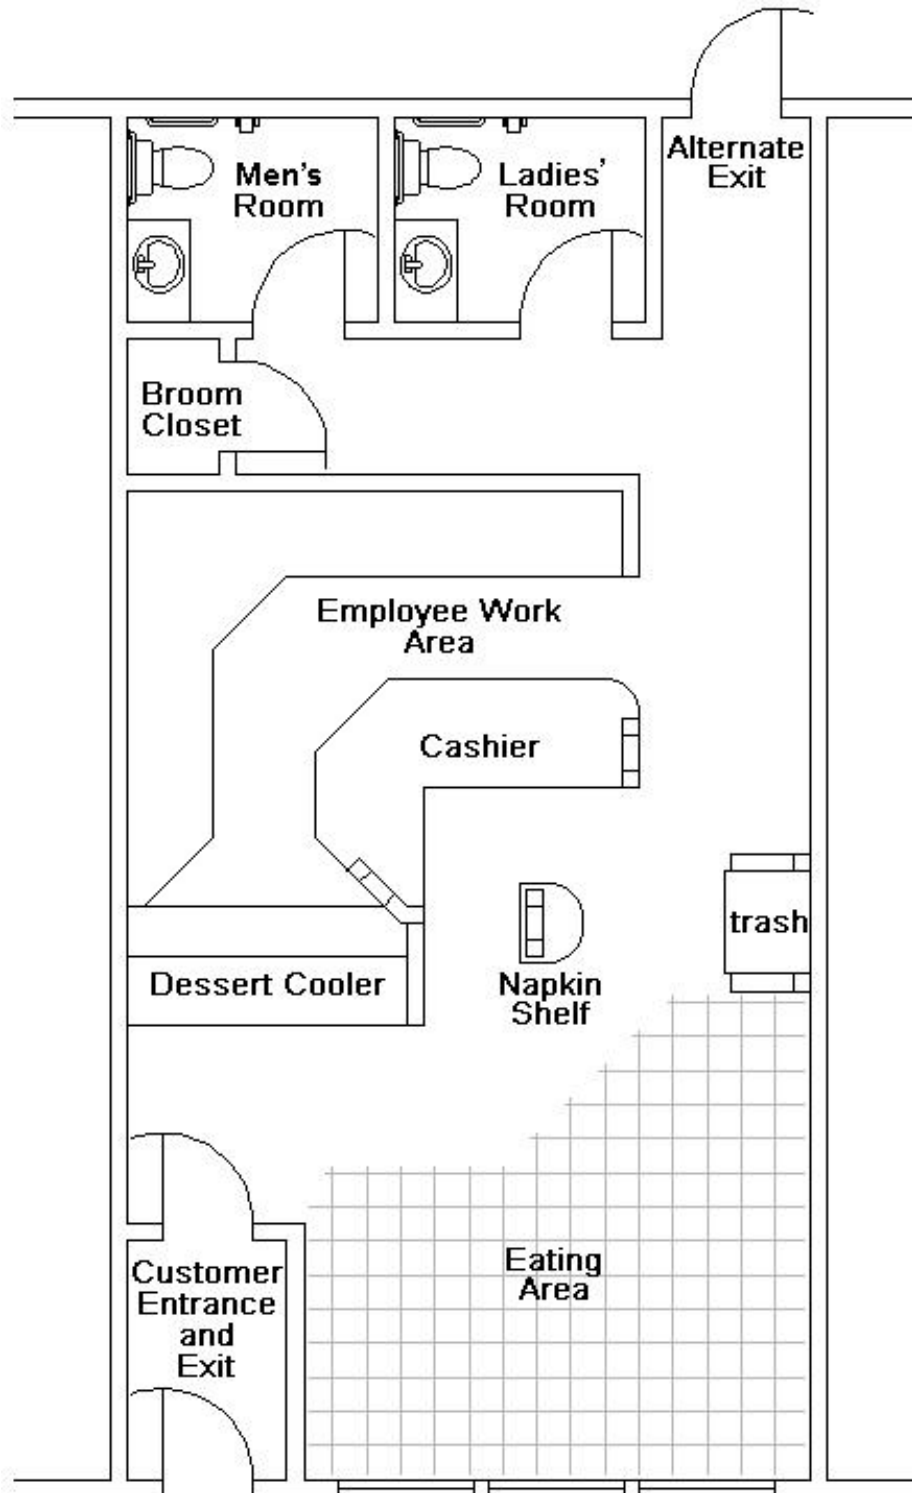 Men's
Room
Ladies'
Room
Alternate
Exit
Broom
Closet
Employee Work
Area
Cashier
trash
Dessert Cooler
Napkin
Shelf
Customer
Entrance
and
Exit
Eating
Area